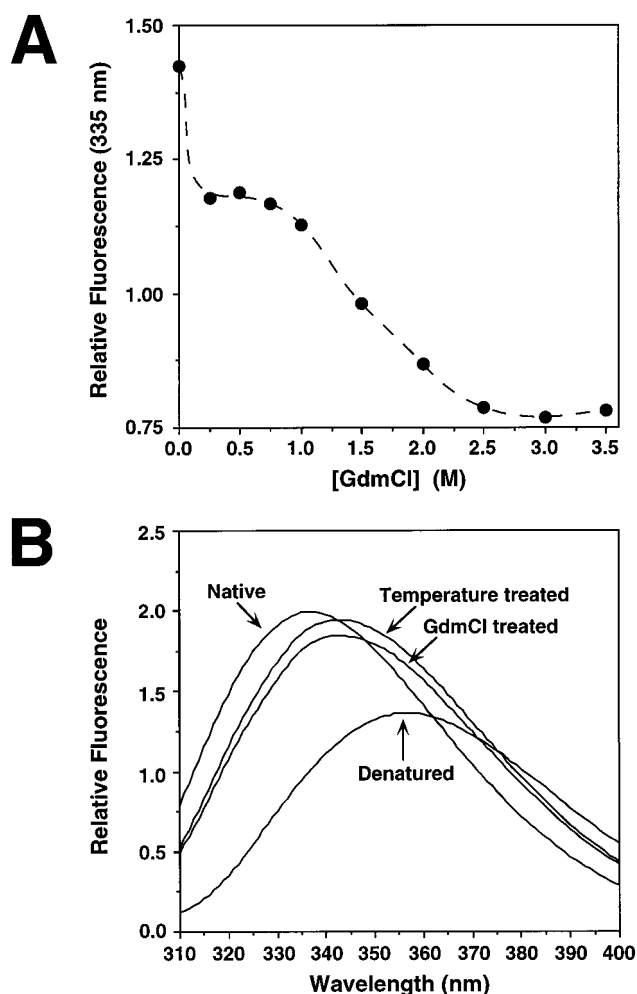 A
Relative Fluorescence (335 nm)
1.50
1.25
1.00
0.75
0.0 0.5 1.0 1.5 2.0 2.5 3.0 3.5
[GdmCl] (M)
B
Relative Fluorescence
2.5
2.0
1.5
1.0
0.5
0.0
Native
Temperature treated
GdmCl treated
Denatured
310 320 330 340 350 360 370 380 390 400
Wavelength (nm)